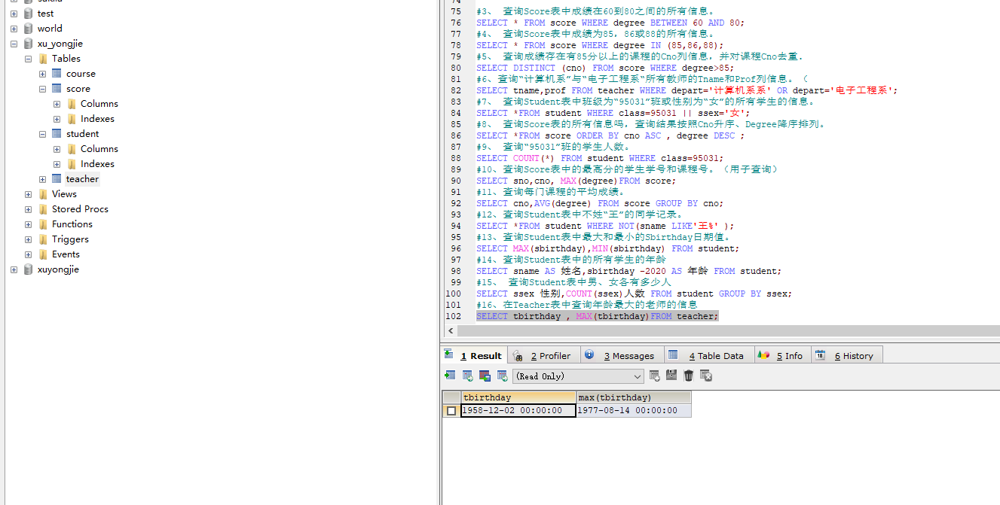 test
world
xu_yongjie
Tables
course
score
Columns
Indexes
student
Columns
Indexes
teacher
Views
Stored Procs
Functions
Triggers
Events
xuyongjie
75 #3、 查询Score表中成绩在60到80之间的所有信息。
76 SELECT * FROM score WHERE degree BETWEEN 60 AND 80;
77 #4、 查询Score表中成绩为85，86或88的所有信息。
78 SELECT * FROM score WHERE degree IN (85,86,88);
79 #5、 查询成绩存在有85分以上的课程的Cno列信息，并对课程Cno去重。
80 SELECT DISTINCT (cno) FROM score WHERE degree>85;
81 #6、查询“计算机系”与“电子工程系“所有教师的Tname和Prof列信息。（
82 SELECT tname,prof FROM teacher WHERE depart='计算机系系' OR depart='电子工程系';
83 #7、 查询Student表中班级为“95031”班或性别为“女”的所有学生的信息。
84 SELECT *FROM student WHERE class=95031 || ssex='女';
85 #8、 查询Score表的所有信息吗，查询结果按照Cno升序、Degree降序排列。
86 SELECT *FROM score ORDER BY cno ASC , degree DESC ;
87 #9、 查询“95031”班的学生人数。
88 SELECT COUNT(*) FROM student WHERE class=95031;
89 #10、查询Score表中的最高分的学生学号和课程号。（用子查询）
90 SELECT sno,cno, MAX(degree)FROM score;
91 #11、查询每门课程的平均成绩。
92 SELECT cno,AVG(degree) FROM score GROUP BY cno;
93 #12、查询Student表中不姓“王”的同学记录。
94 SELECT *FROM student WHERE NOT(sname LIKE'王%' );
95 #13、查询Student表中最大和最小的Sbirthday日期值。
96 SELECT MAX(sbirthday),MIN(sbirthday) FROM student;
97 #14、查询Student表中的所有学生的年龄
98 SELECT sname AS 姓名,sbirthday -2020 AS 年龄 FROM student;
99 #15、 查询Student表中男、女各有多少人
100 SELECT ssex 性别,COUNT(ssex)人数 FROM student GROUP BY ssex;
101 #16、在Teacher表中查询年龄最大的老师的信息
102 SELECT tbirthday , MAX(tbirthday)FROM teacher;
1 Result 2 Profiler 3 Messages 4 Table Data 5 Info 18 6 History
(Read Only)
tbirthday max(tbirthday)
1958-12-02 00:00:00 1977-08-14 00:00:00